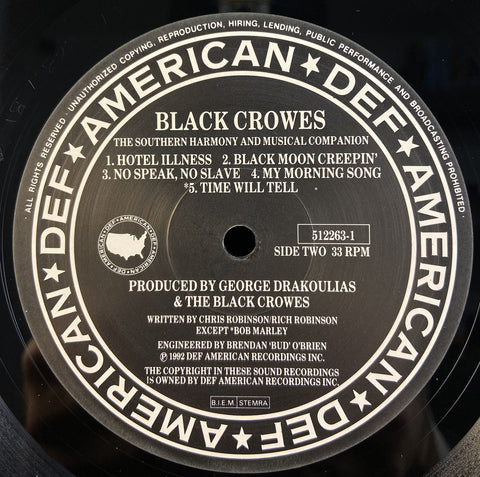 · ALL RIGHTS RESERVED · UNAUTHORIZED COPYING, REPRODUCTION, HIRING, LENDING, PUBLIC PERFORMANCE AND BROADCASTING PROHIBITED ·
AMERICAN★DEF★AMERICAN★DEF★AMERICAN★DEF★
BLACK CROWES
THE SOUTHERN HARMONY AND MUSICAL COMPANION
1. HOTEL ILLNESS 2. BLACK MOON CREEPIN'
3. NO SPEAK, NO SLAVE 4. MY MORNING SONG
*5. TIME WILL TELL
DEF★AMERICAN★DEF★AMERICAN★
512263-1
SIDE TWO 33 RPM
PRODUCED BY GEORGE DRAKOULIAS
& THE BLACK CROWES
WRITTEN BY CHRIS ROBINSON/RICH ROBINSON
EXCEPT *BOB MARLEY
ENGINEERED BY BRENDAN 'BUD' O'BRIEN
℗ 1992 DEF AMERICAN RECORDINGS INC.
THE COPYRIGHT IN THESE SOUND RECORDINGS
IS OWNED BY DEF AMERICAN RECORDINGS INC.
B.I.E.M. STEMRA